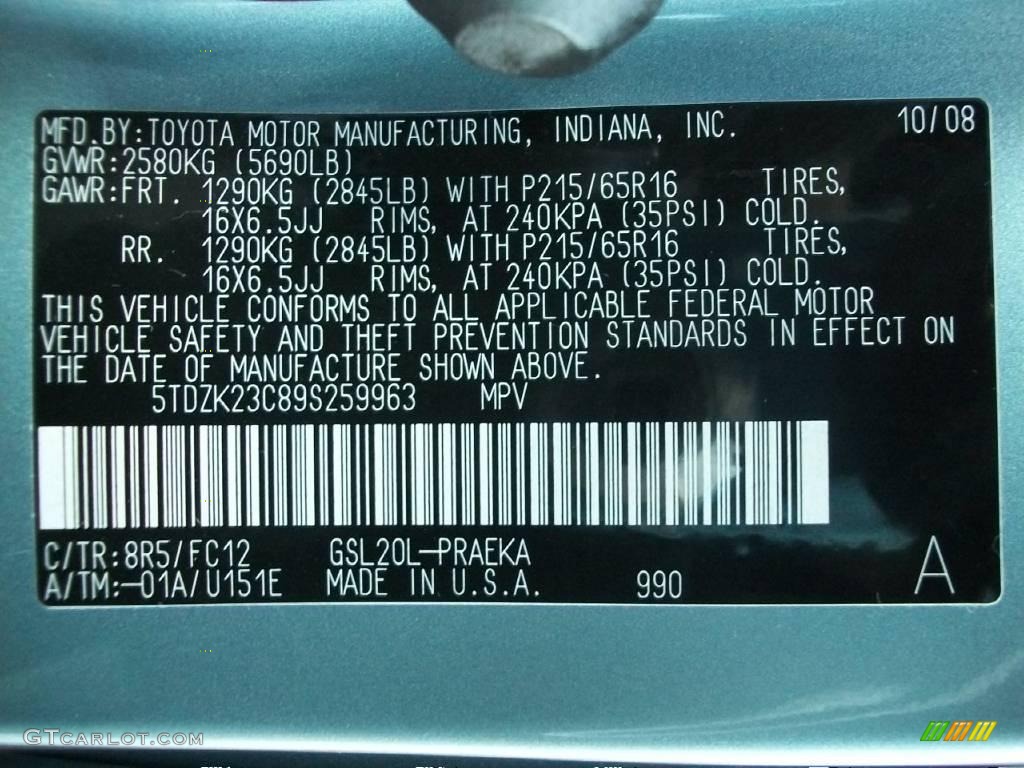 MFD.BY:TOYOTA MOTOR MANUFACTURING, INDIANA, INC. 10/08
GVWR:2580KG (5690LB)
GAWR:FRT. 1290KG (2845LB) WITH P215/65R16 TIRES,
16X6.5JJ RIMS, AT 240KPA (35PSI) COLD.
RR. 1290KG (2845LB) WITH P215/65R16 TIRES,
16X6.5JJ RIMS, AT 240KPA (35PSI) COLD.
THIS VEHICLE CONFORMS TO ALL APPLICABLE FEDERAL MOTOR
VEHICLE SAFETY AND THEFT PREVENTION STANDARDS IN EFFECT ON
THE DATE OF MANUFACTURE SHOWN ABOVE.
5TDZK23C89S259963 MPV
C/TR:8R5/FC12 GSL20L-PRAEKA
A/TM:-01A/U151E MADE IN U.S.A. 990 A
GTCARLOT.COM